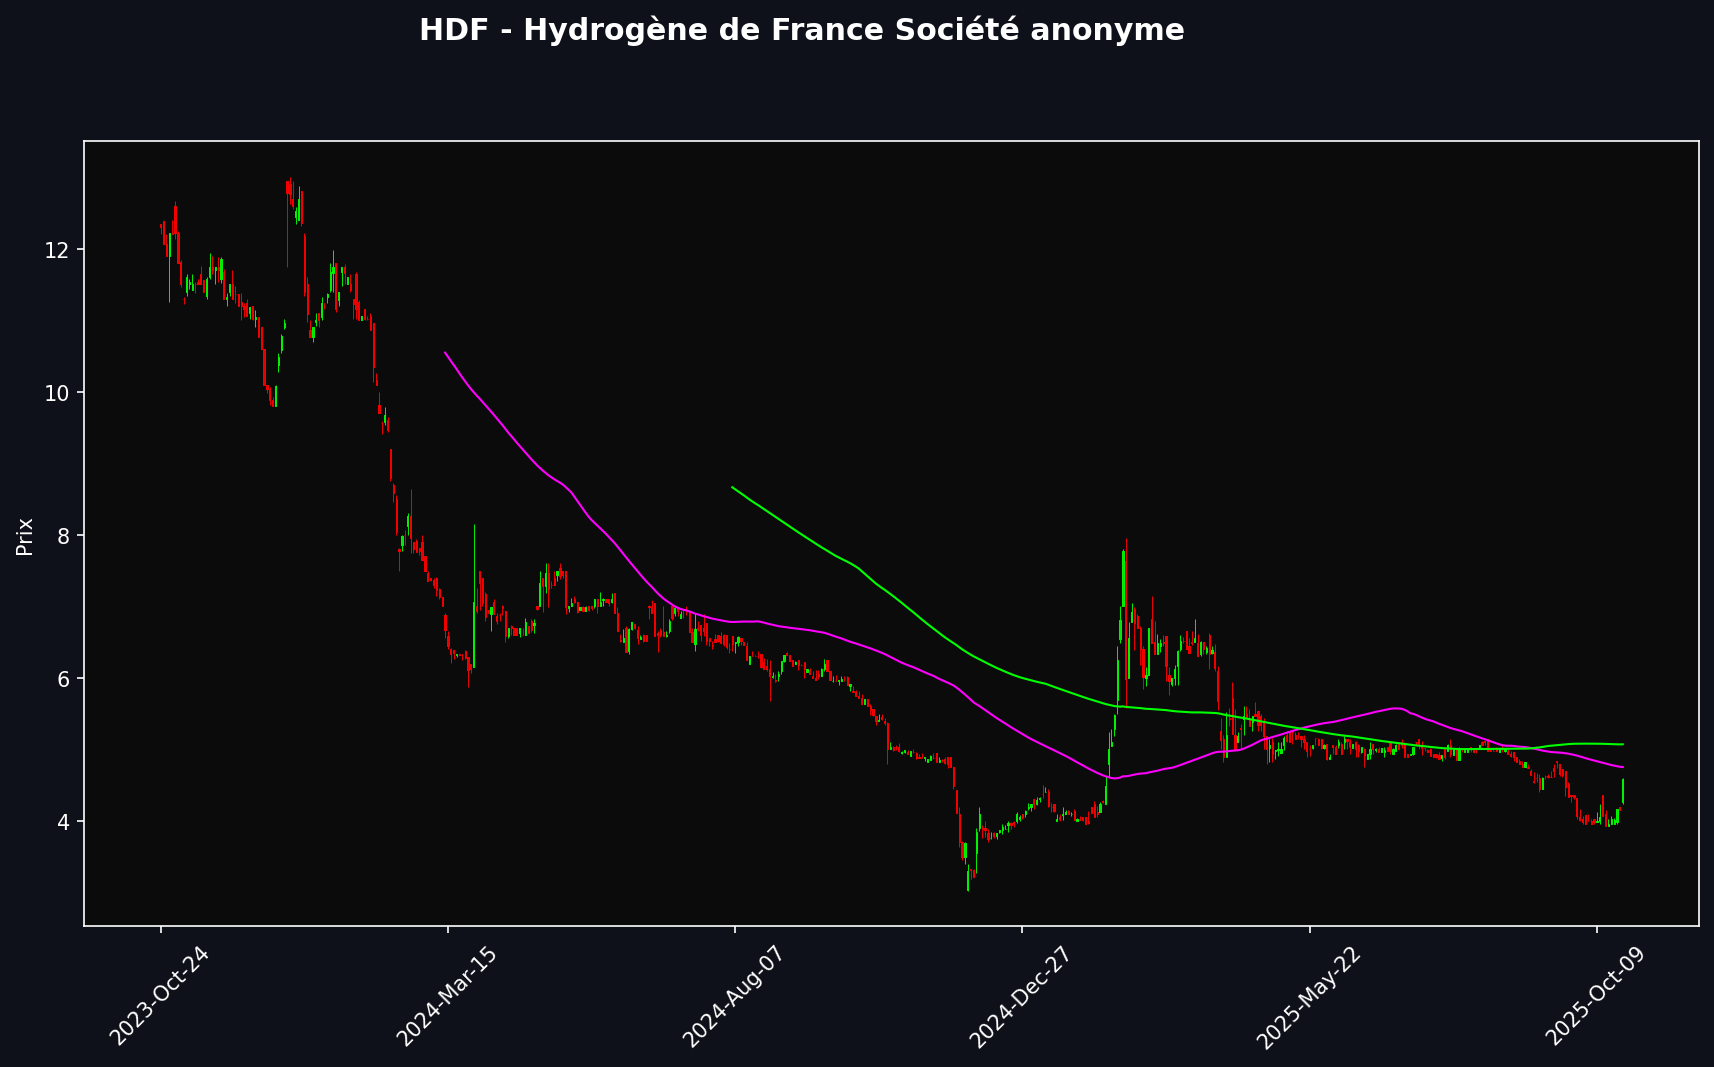 HDF - Hydrogène de France Société anonyme
Prix
12
10
8
6
4
2023-Oct-24
2024-Mar-15
2024-Aug-07
2024-Dec-27
2025-May-22
2025-Oct-09